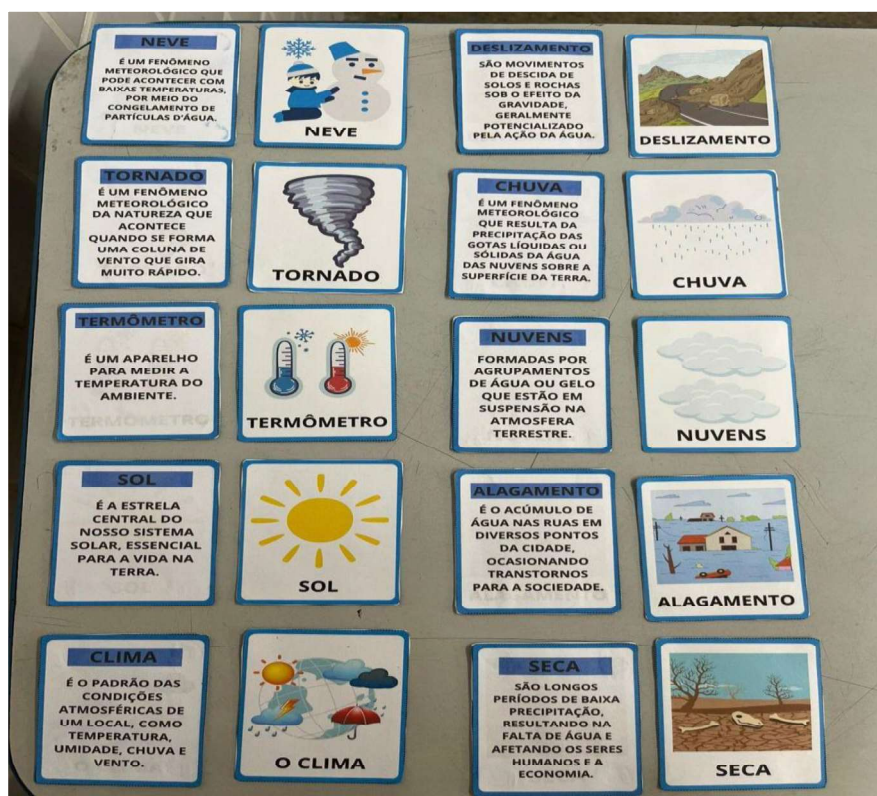 NEVE
É UM FENÔMENO
METEOROLÓGICO QUE
PODE ACONTECER COM
BAIXAS TEMPERATURAS,
POR MEIO DO
CONGELAMENTO DE
PARTÍCULAS D'ÁGUA.
NEVE
DESLIZAMENTO
SÃO MOVIMENTOS
DE DESCIDA DE
SOLOS E ROCHAS
SOB O EFEITO DA
GRAVIDADE,
GERALMENTE
POTENCIALIZADO
PELA AÇÃO DA ÁGUA.
DESLIZAMENTO
TORNADO
É UM FENÔMENO
METEOROLÓGICO
DA NATUREZA QUE
ACONTECE
QUANDO SE FORMA
UMA COLUNA DE
VENTO QUE GIRA
MUITO RÁPIDO.
TORNADO
CHUVA
É UM FENÔMENO
METEOROLÓGICO
QUE RESULTA DA
PRECIPITAÇÃO DAS
GOTAS LÍQUIDAS OU
SÓLIDAS DA ÁGUA
DAS NUVENS SOBRE A
SUPERFÍCIE DA TERRA.
CHUVA
TERMÔMETRO
É UM APARELHO
PARA MEDIR A
TEMPERATURA DO
AMBIENTE.
TERMÔMETRO
NUVENS
FORMADAS POR
AGRUPAMENTOS
DE ÁGUA OU GELO
QUE ESTÃO EM
SUSPENSÃO NA
ATMOSFERA
TERRESTRE.
NUVENS
SOL
É A ESTRELA
CENTRAL DO
NOSSO SISTEMA
SOLAR, ESSENCIAL
PARA A VIDA NA
TERRA.
SOL
ALAGAMENTO
É O ACÚMULO DE
ÁGUA NAS RUAS EM
DIVERSOS PONTOS
DA CIDADE,
OCASIONANDO
TRANSTORNOS
PARA A SOCIEDADE.
ALAGAMENTO
CLIMA
É O PADRÃO DAS
CONDIÇÕES
ATMOSFÉRICAS DE
UM LOCAL, COMO
TEMPERATURA,
UMIDADE, CHUVA E
VENTO.
O CLIMA
SECA
SÃO LONGOS
PERÍODOS DE BAIXA
PRECIPITAÇÃO,
RESULTANDO NA
FALTA DE ÁGUA E
AFETANDO OS SERES
HUMANOS E A
ECONOMIA.
SECA